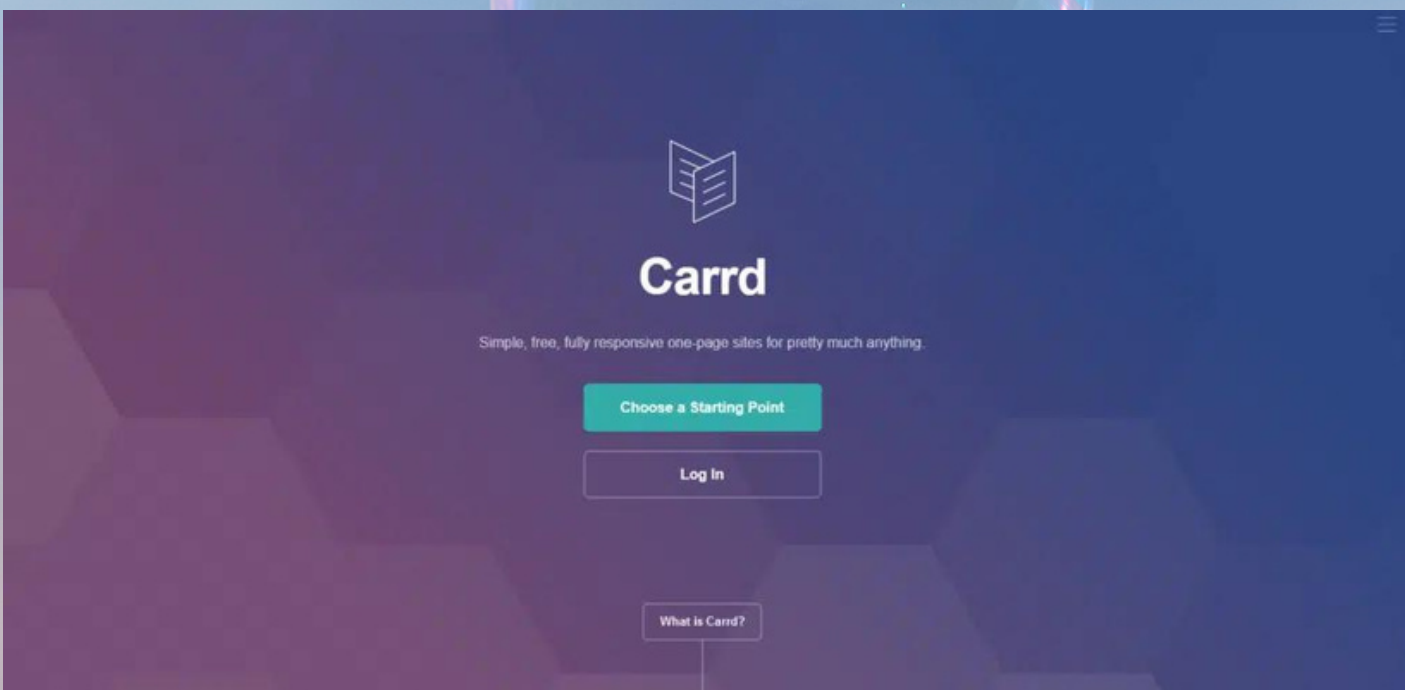 Carrd
Simple, free, fully responsive one-page sites for pretty much anything.
Choose a Starting Point
Log In
What is Carrd?